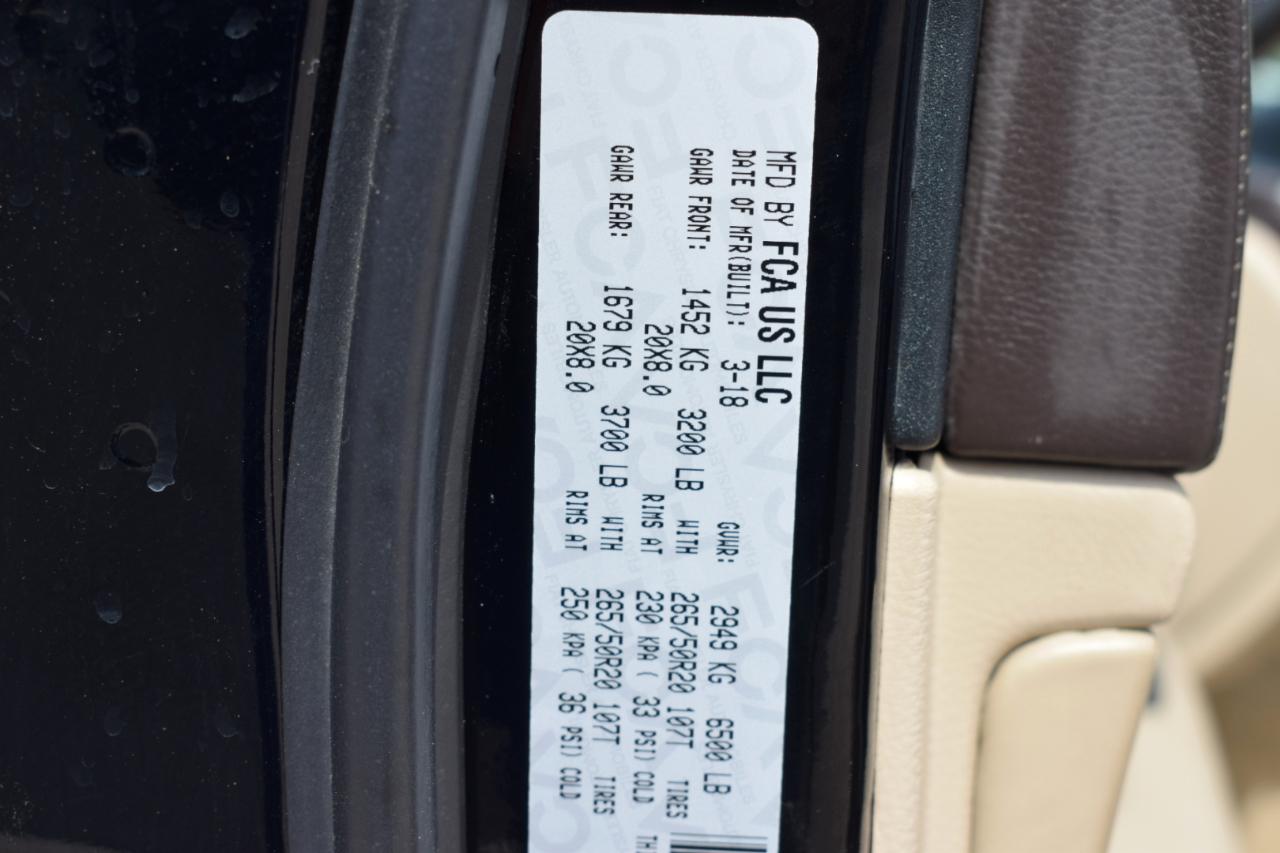 MFD BY FCA US LLC
DATE OF MFR(BUILT): 3-18 GVWR: 2949 KG 6500 LB
GAWR FRONT: 1452 KG 3200 LB WITH 265/50R20 107T TIRES
20X8.0 RIMS AT 230 KPA ( 33 PSI) COLD
GAWR REAR: 1679 KG 3700 LB WITH 265/50R20 107T TIRES
20X8.0 RIMS AT 250 KPA ( 36 PSI) COLD